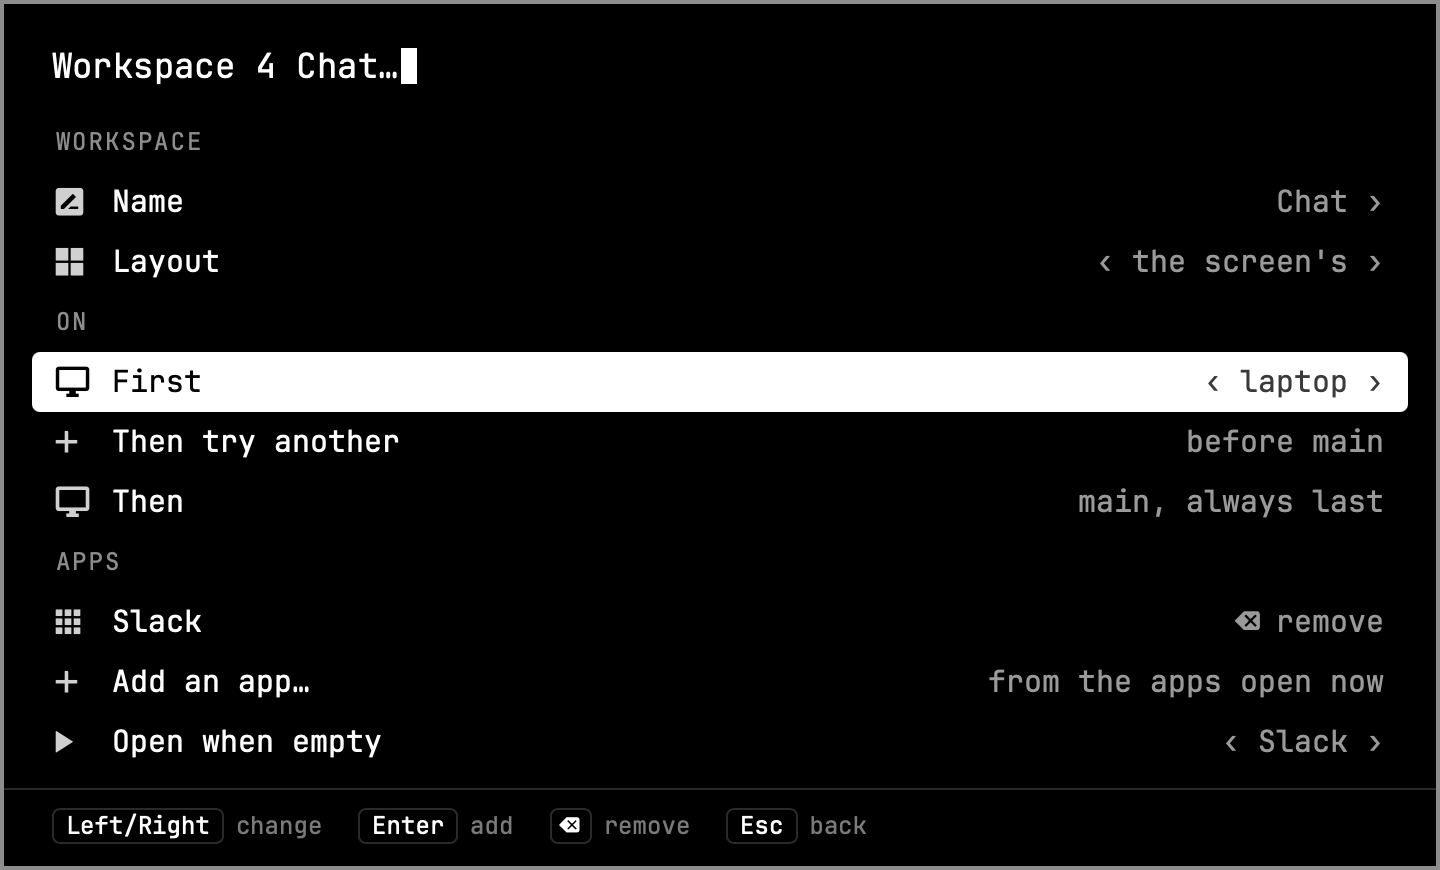 Workspace 4 Chat…
WORKSPACE
Name Chat ›
Layout ‹ the screen's ›
ON
First ‹ laptop ›
Then try another before main
Then main, always last
APPS
Slack remove
Add an app… from the apps open now
Open when empty ‹ Slack ›
Left/Right change Enter add remove Esc back